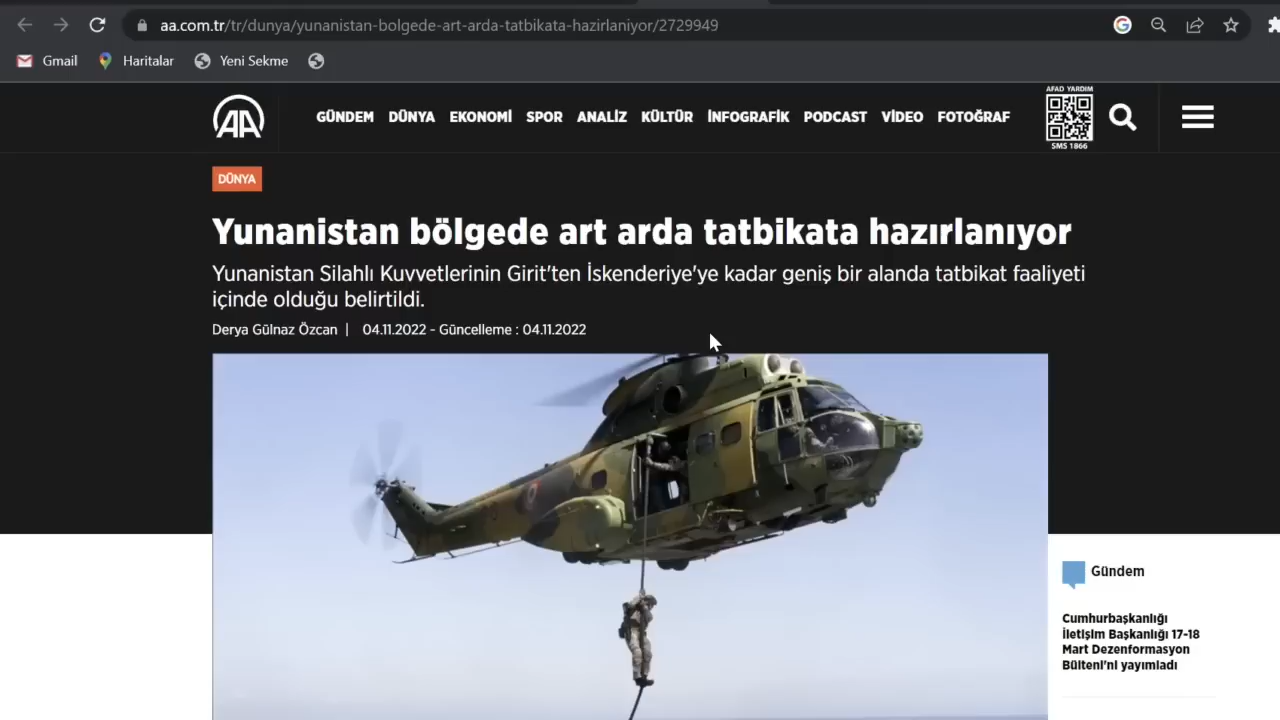 aa.com.tr/tr/dunya/yunanistan-bolgede-art-arda-tatbikata-hazirlaniyor/2729949
Gmail
Haritalar
Yeni Sekme
AA
GÜNDEM
DÜNYA
EKONOMİ
SPOR
ANALİZ
KÜLTÜR
İNFOGRAFİK
PODCAST
VİDEO
FOTOĞRAF
AFAD YARDIM
SMS 1866
DÜNYA
Yunanistan bölgede art arda tatbikata hazırlanıyor
Yunanistan Silahlı Kuvvetlerinin Girit'ten İskenderiye'ye kadar geniş bir alanda tatbikat faaliyeti
içinde olduğu belirtildi.
Derya Gülnaz Özcan | 04.11.2022 - Güncelleme : 04.11.2022
Gündem
Cumhurbaşkanlığı
İletişim Başkanlığı 17-18
Mart Dezenformasyon
Bülteni'ni yayımladı